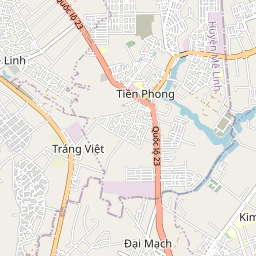 Quốc lộ 23
Huyện Mê Linh
Linh
Tiền Phong
Quốc lộ 23
Tráng Việt
Kim
Đại Mạch